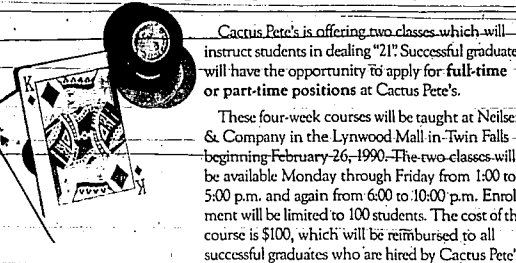 Cactus Pete's is offering two classes which will
instruct students in dealing "21". Successful graduate
will have the opportunity to apply for full-time
or part-time positions at Cactus Pete's.
These four-week courses will be taught at Neilse
& Company in the Lynwood Mall in Twin Falls
beginning February 26, 1990. The two classes will
be available Monday through Friday from 1:00 to
5:00 p.m. and again from 6:00 to 10:00 p.m. Enrol
ment will be limited to 100 students. The cost of th
course is $100, which will be reimbursed to all
successful graduates who are hired by Cactus Pete'
K
K